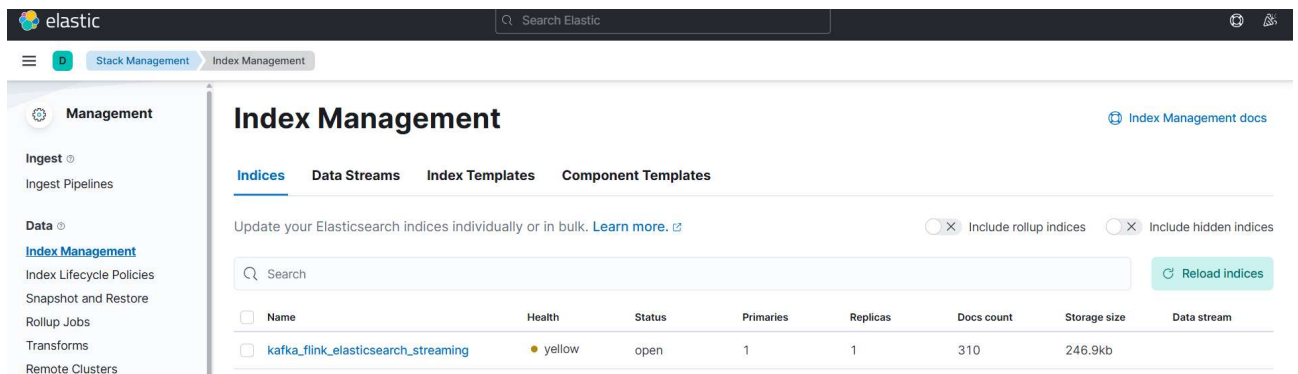 elastic
Search Elastic
D
Stack Management
Index Management
Management
Ingest
Ingest Pipelines
Data
Index Management
Index Lifecycle Policies
Snapshot and Restore
Rollup Jobs
Transforms
Remote Clusters
Index Management
Index Management docs
Indices Data Streams Index Templates Component Templates
Update your Elasticsearch indices individually or in bulk. Learn more.
Include rollup indices
Include hidden indices
Search
Reload indices
Name Health Status Primaries Replicas Docs count Storage size Data stream
kafka_flink_elasticsearch_streaming yellow open 1 1 310 246.9kb